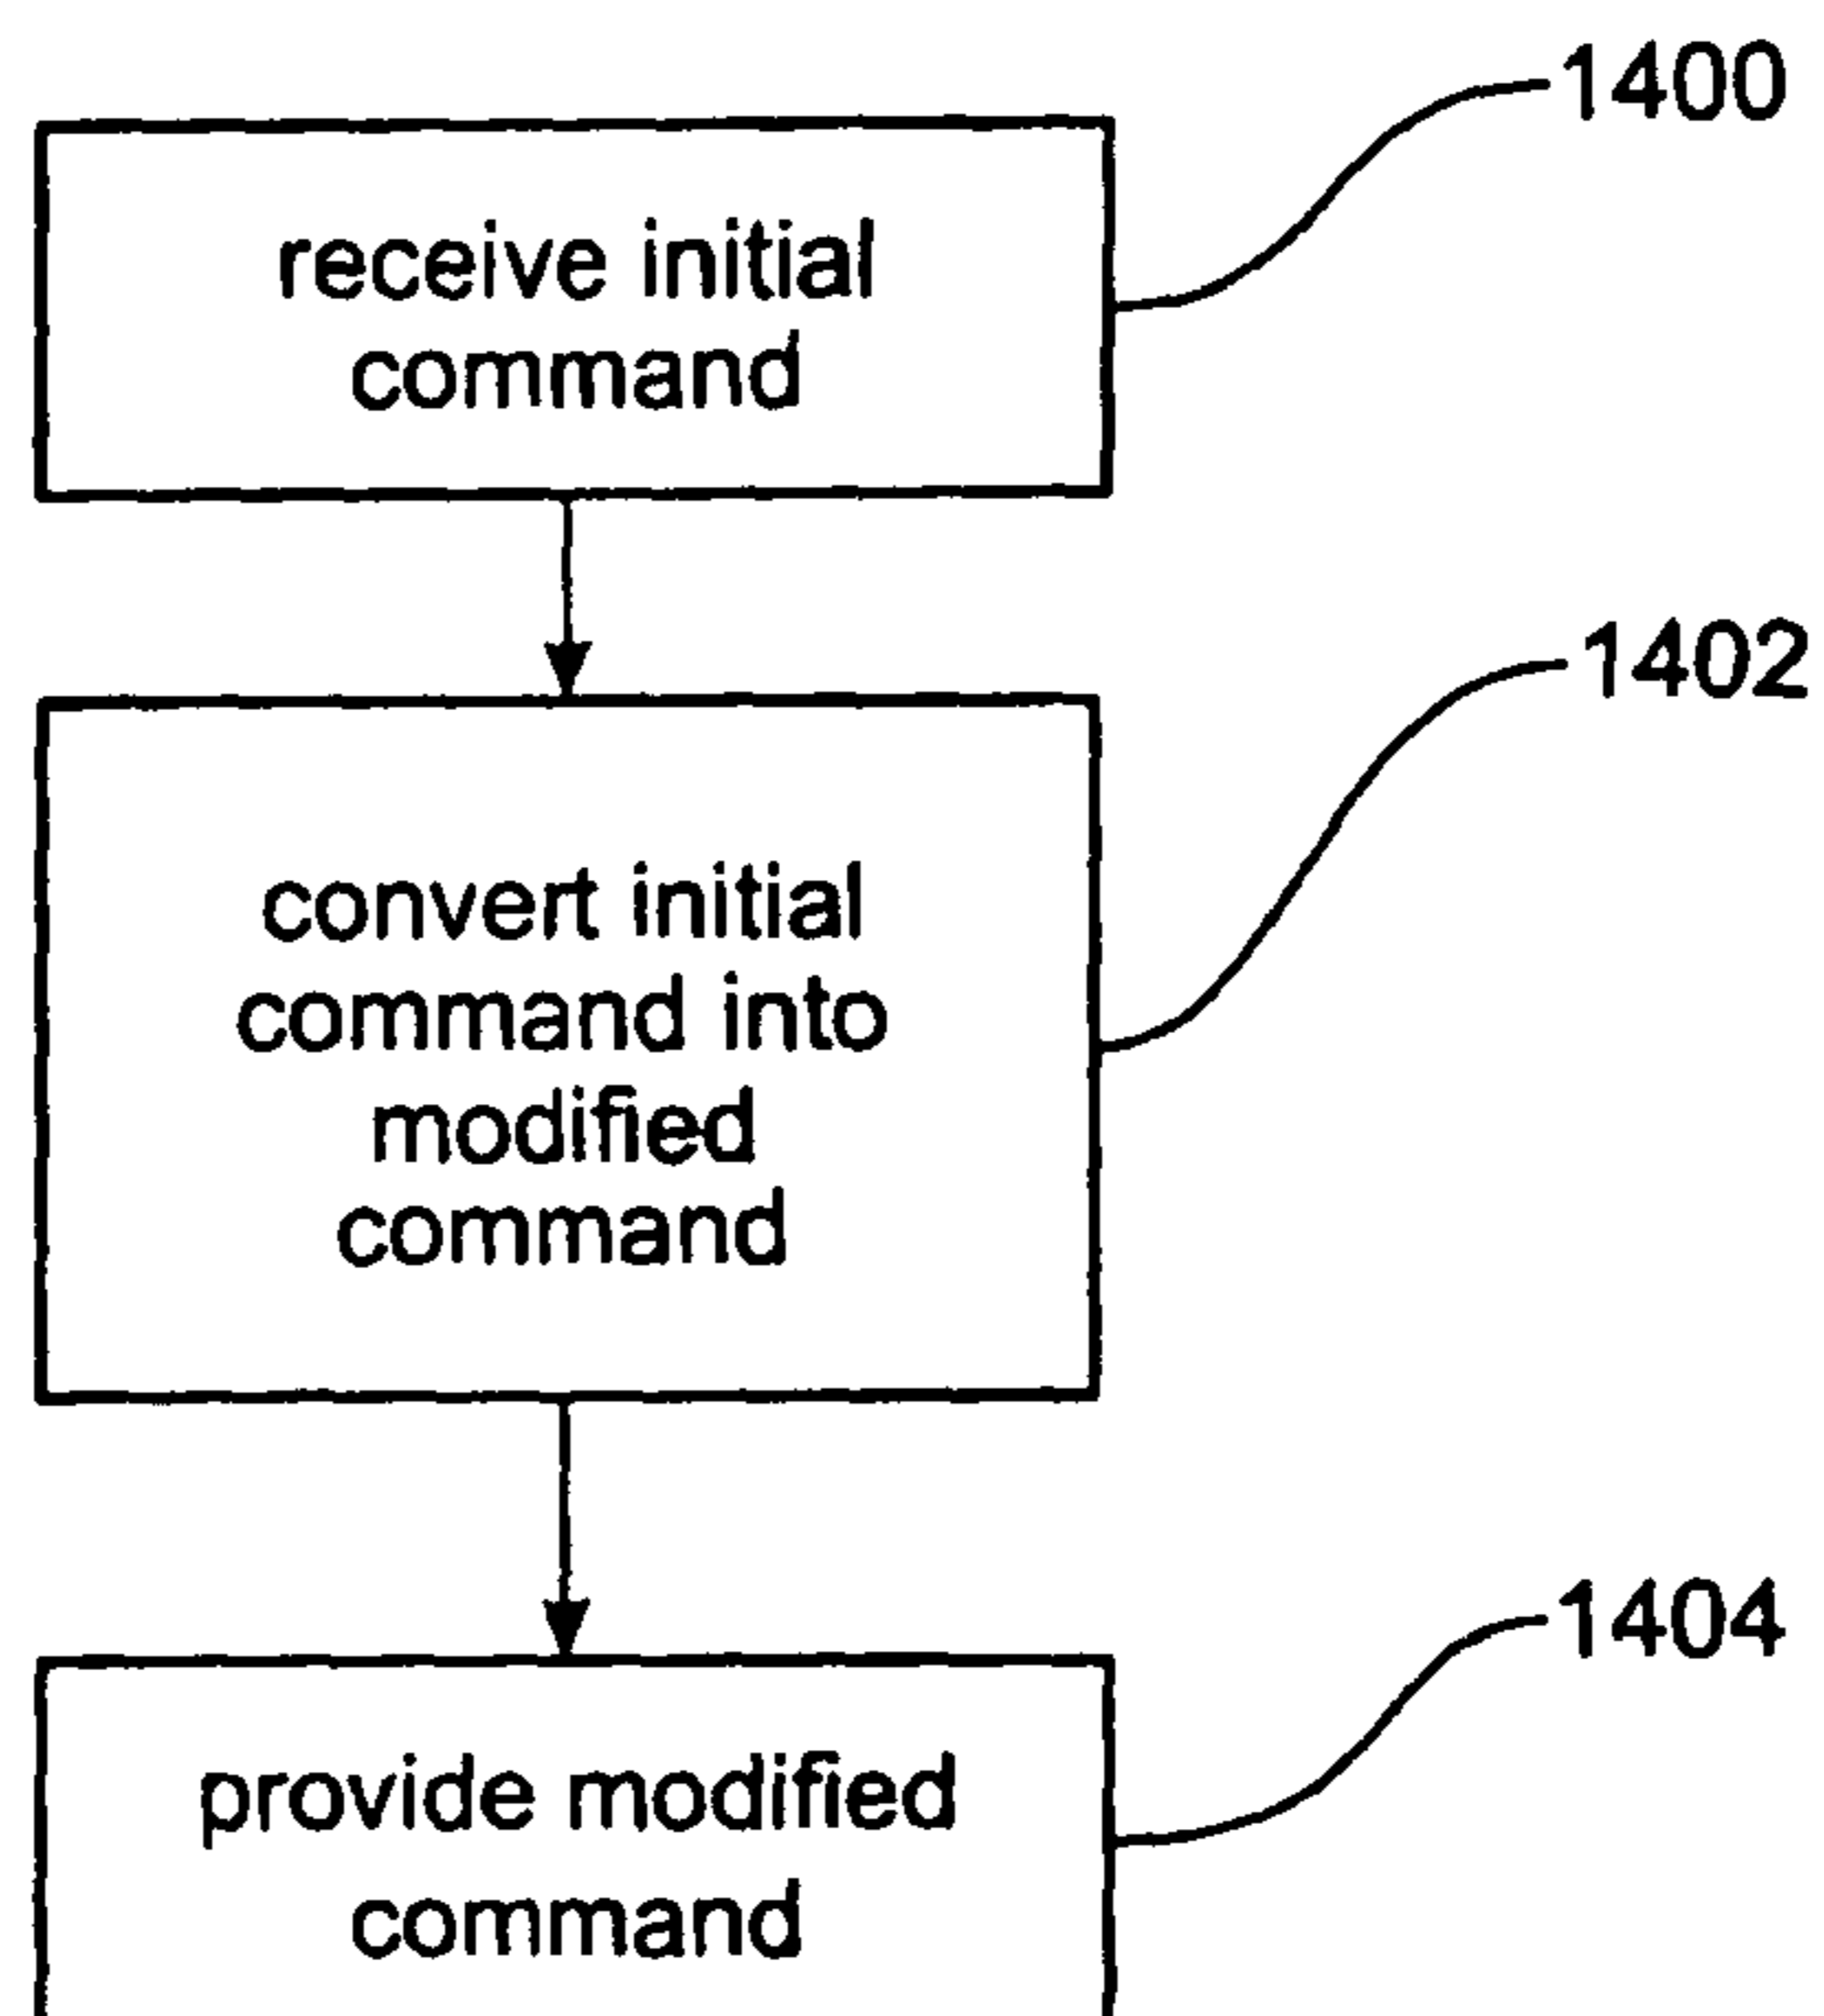 1400
receive initial
command
1402
convert initial
command into
modified
command
1404
provide modified
command